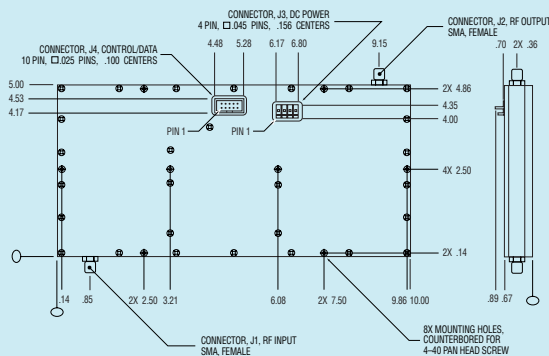 CONNECTOR, J3, DC POWER
4 PIN, □.045 PINS, .156 CENTERS
CONNECTOR, J2, RF OUTPUT
SMA, FEMALE
CONNECTOR, J4, CONTROL/DATA
10 PIN, □.025 PINS, .100 CENTERS
4.48
5.28
6.17
6.80
9.15
.70
2X .36
5.00
4.53
4.17
2X 4.86
4.35
4.00
PIN 1
PIN 1
4X 2.50
2X .14
.14
.85
2X 2.50
3.21
6.08
2X 7.50
9.86
10.00
.89
.67
CONNECTOR, J1, RF INPUT
SMA, FEMALE
8X MOUNTING HOLES,
COUNTERBORED FOR
4–40 PAN HEAD SCREW